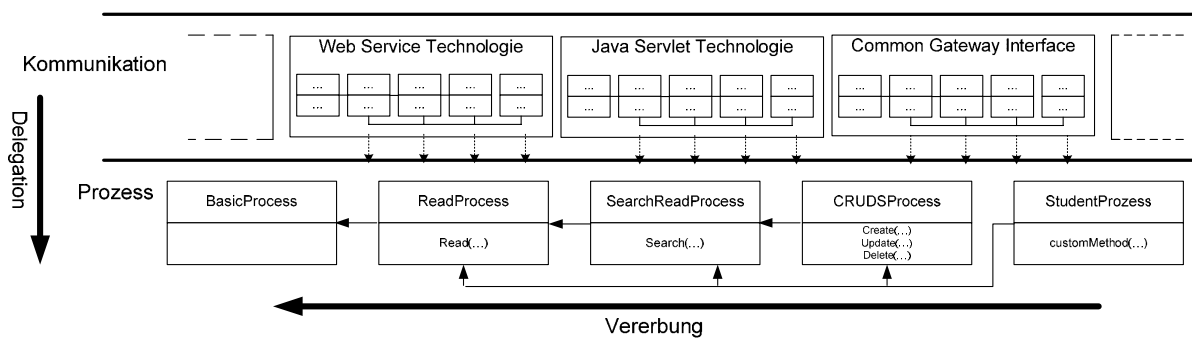 Kommunikation
Web Service Technologie
... ... ... ... ...
... ... ... ... ...
Java Servlet Technologie
... ... ... ... ...
... ... ... ... ...
Common Gateway Interface
... ... ... ... ...
... ... ... ... ...
Delegation
Prozess
BasicProcess
ReadProcess
Read(...)
SearchReadProcess
Search(...)
CRUDSProcess
Create(...)
Update(...)
Delete(...)
StudentProzess
customMethod(...)
Vererbung